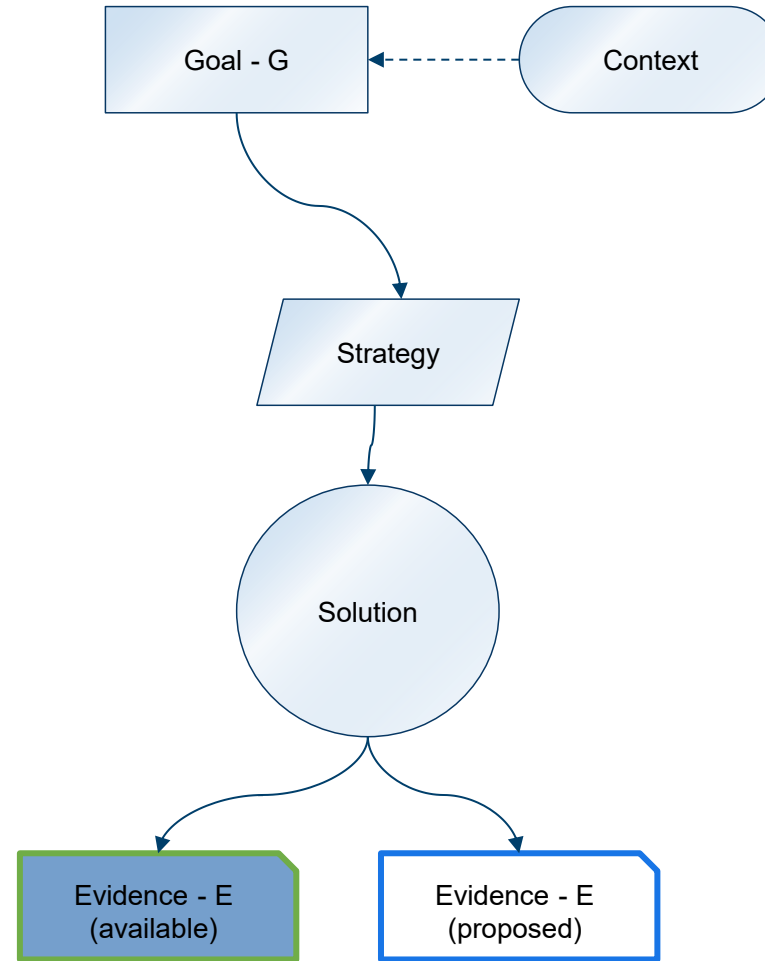 Goal - G
Context
Strategy
Solution
Evidence - E
(available)
Evidence - E
(proposed)